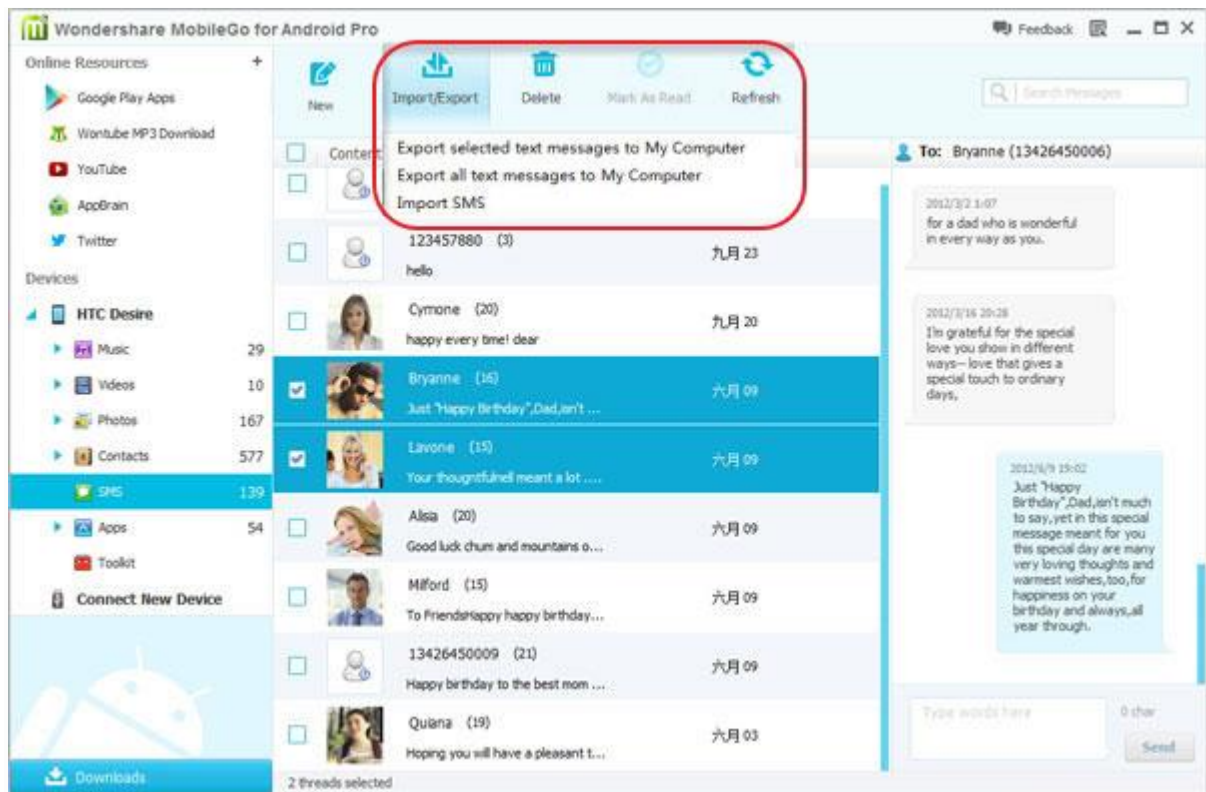 Wondershare MobileGo for Android Pro
Feedback
Online Resources +
Google Play Apps
Wontube MP3 Download
YouTube
AppBrain
Twitter
Devices
HTC Desire
Music 29
Videos 10
Photos 167
Contacts 577
SMS 139
Apps 54
Toolkit
Connect New Device
Downloads
New
Import/Export
Delete
Mark As Read
Refresh
Search Messages
Export selected text messages to My Computer
Export all text messages to My Computer
Import SMS
Content
123457880 (3)
九月 23
hello
Cymone (20)
九月 20
happy every time! dear
Bryanne (16)
六月 09
Just "Happy Birthday",Dad,isn't ...
Lavone (15)
六月 09
Your thoughtfulnell meant a lot ....
Alisia (20)
六月 09
Good luck chum and mountains o...
Milford (15)
六月 09
To FriendsHappy happy birthday...
13426450009 (21)
六月 09
Happy birthday to the best mom ...
Quiana (19)
六月 03
Hoping you will have a pleasant t...
2 threads selected
To: Bryanne (13426450006)
2012/3/2 1:07
for a dad who is wonderful
in every way as you.
2012/3/16 20:28
I'm grateful for the special
love you show in different
ways--love that gives a
special touch to ordinary
days,
2012/6/9 19:02
Just "Happy
Birthday",Dad,isn't much
to say,yet in this special
message meant for you
this special day are many
very loving thoughts and
warmest wishes,too,for
happiness on your
birthday and always,all
year through.
Type words here
0 char
Send